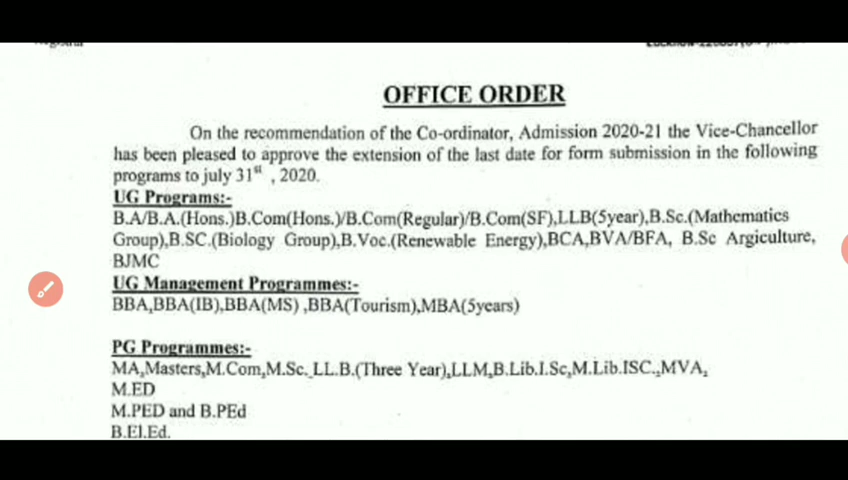 OFFICE ORDER
On the recommendation of the Co-ordinator, Admission 2020-21 the Vice-Chancellor
has been pleased to approve the extension of the last date for form submission in the following
programs to july 31st , 2020.
UG Programs:-
B.A/B.A.(Hons.)B.Com(Hons.)/B.Com(Regular)/B.Com(SF),LLB(5year),B.Sc.(Mathematics
Group),B.SC.(Biology Group),B.Voc.(Renewable Energy),BCA,BVA/BFA, B.Sc Argiculture,
BJMC
UG Management Programmes:-
BBA,BBA(IB),BBA(MS) ,BBA(Tourism),MBA(5years)
PG Programmes:-
MA,Masters,M.Com,M.Sc. LL.B.(Three Year),LLM,B.Lib.I.Sc,M.Lib.ISC.,MVA,
M.ED
M.PED and B.PEd
B.El.Ed.